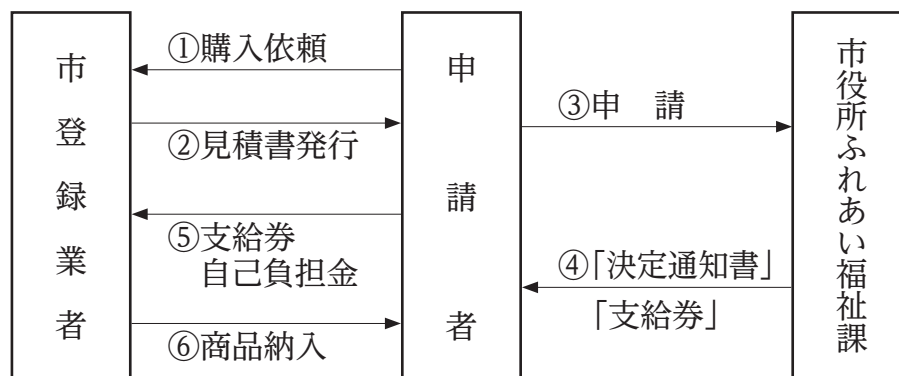 市登録業者
①購入依頼
②見積書発行
⑤支給券
自己負担金
⑥商品納入
申請者
③申　請
④「決定通知書」
「支給券」
市役所ふれあい福祉課